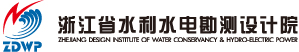 ZDWP
浙江省水利水电勘测设计院
ZHEJIANG DESIGN INSTITUTE OF WATER CONSERVANCY & HYDRO-ELECTRIC POWER